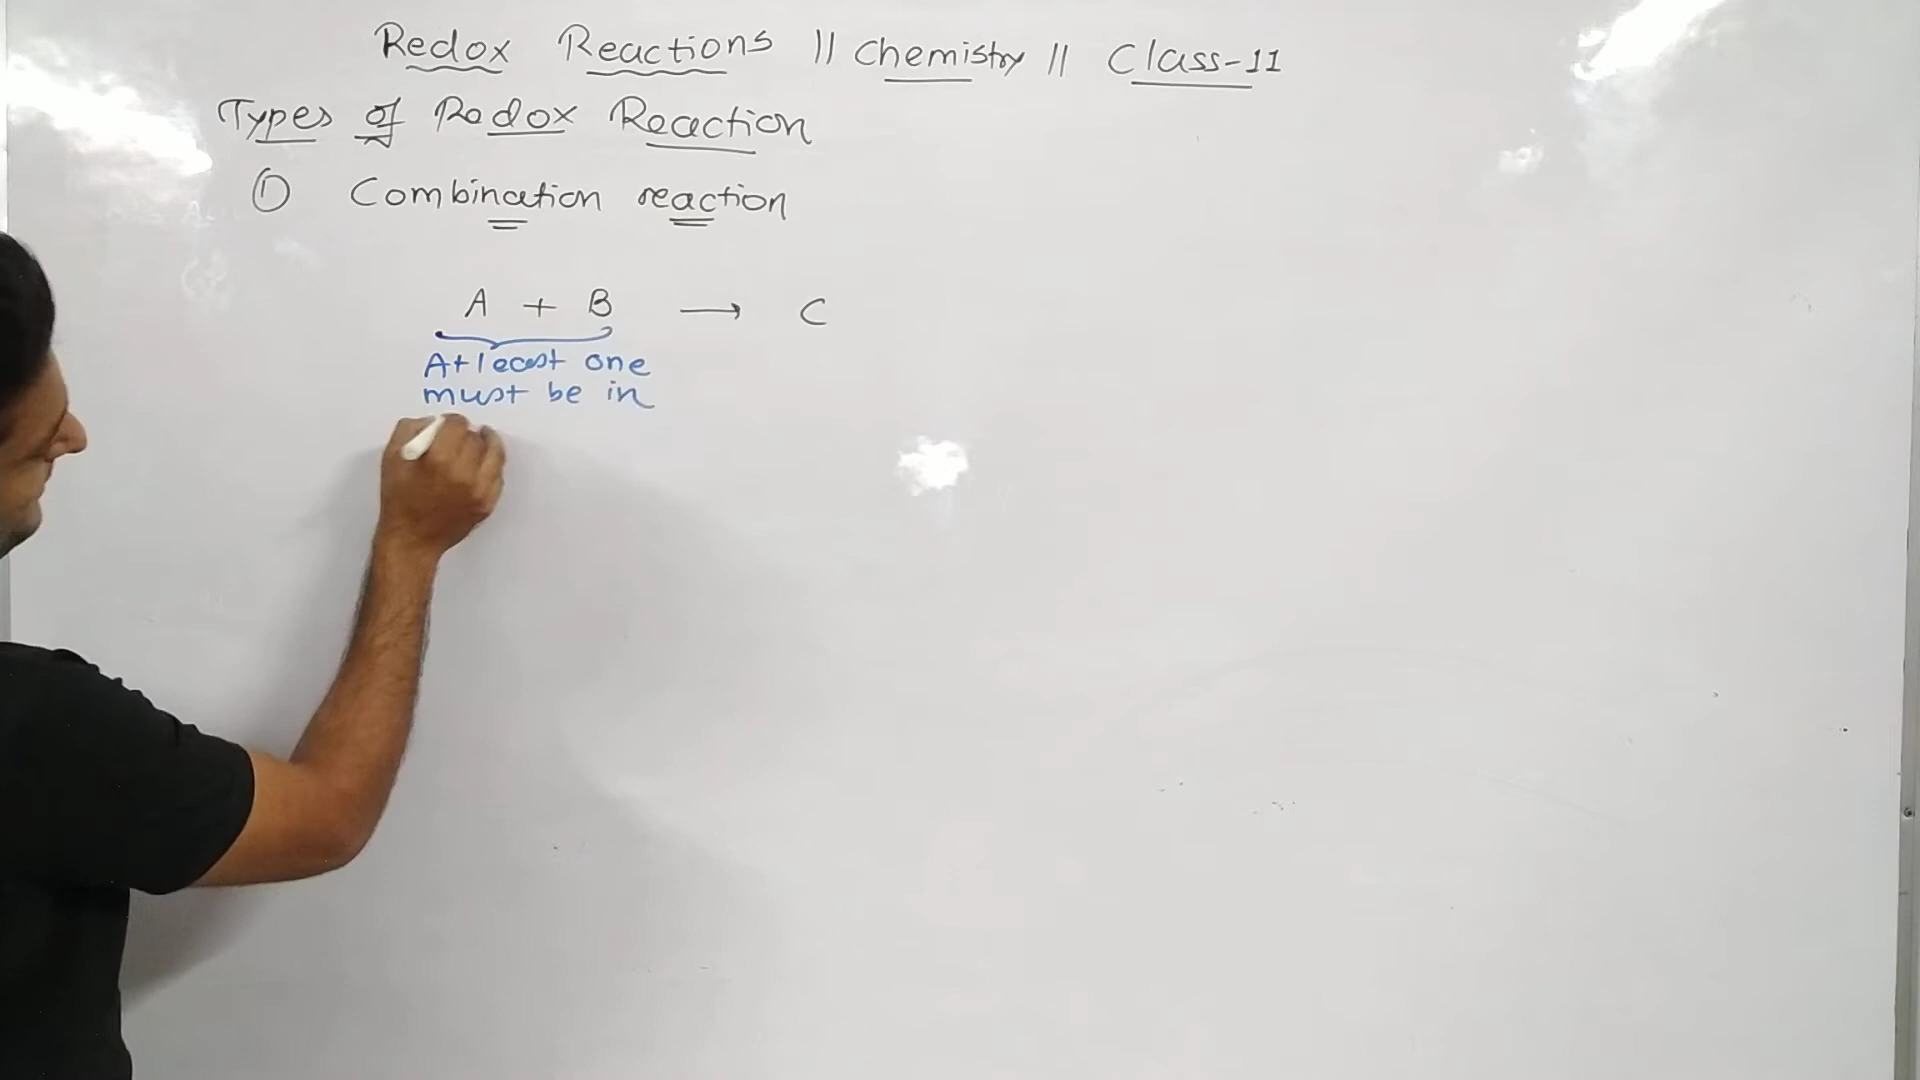 Redox Reactions || Chemistry || Class-11
Types of Redox Reaction
① Combination reaction
A + B → C
Atleast one
must be in